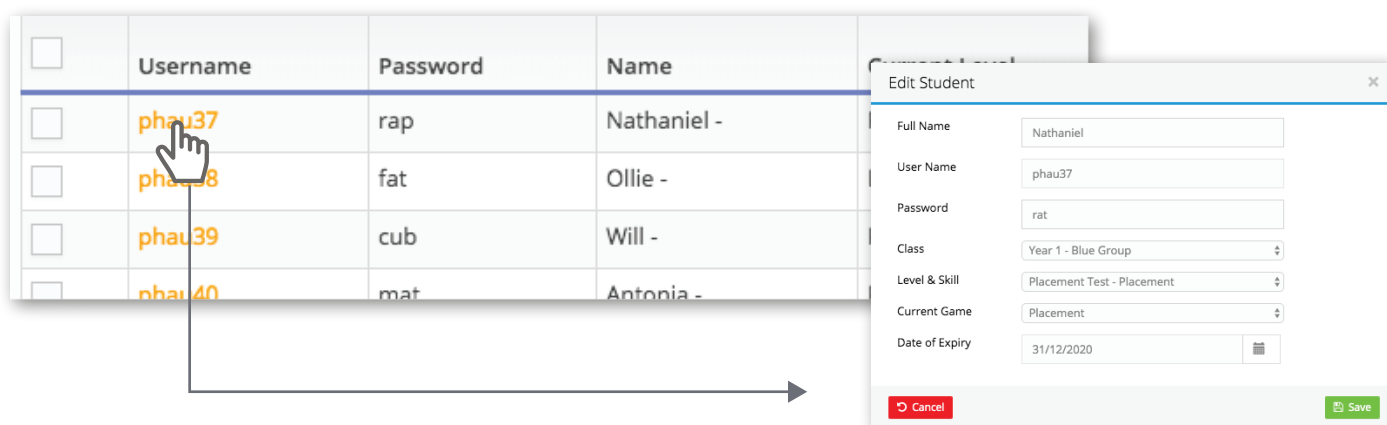 Username Password Name Current Level
phau37 rap Nathaniel -
phau38 fat Ollie -
phau39 cub Will -
phau40 mat Antonia -
Edit Student
Full Name Nathaniel
User Name phau37
Password rat
Class Year 1 - Blue Group
Level & Skill Placement Test - Placement
Current Game Placement
Date of Expiry 31/12/2020
Cancel Save